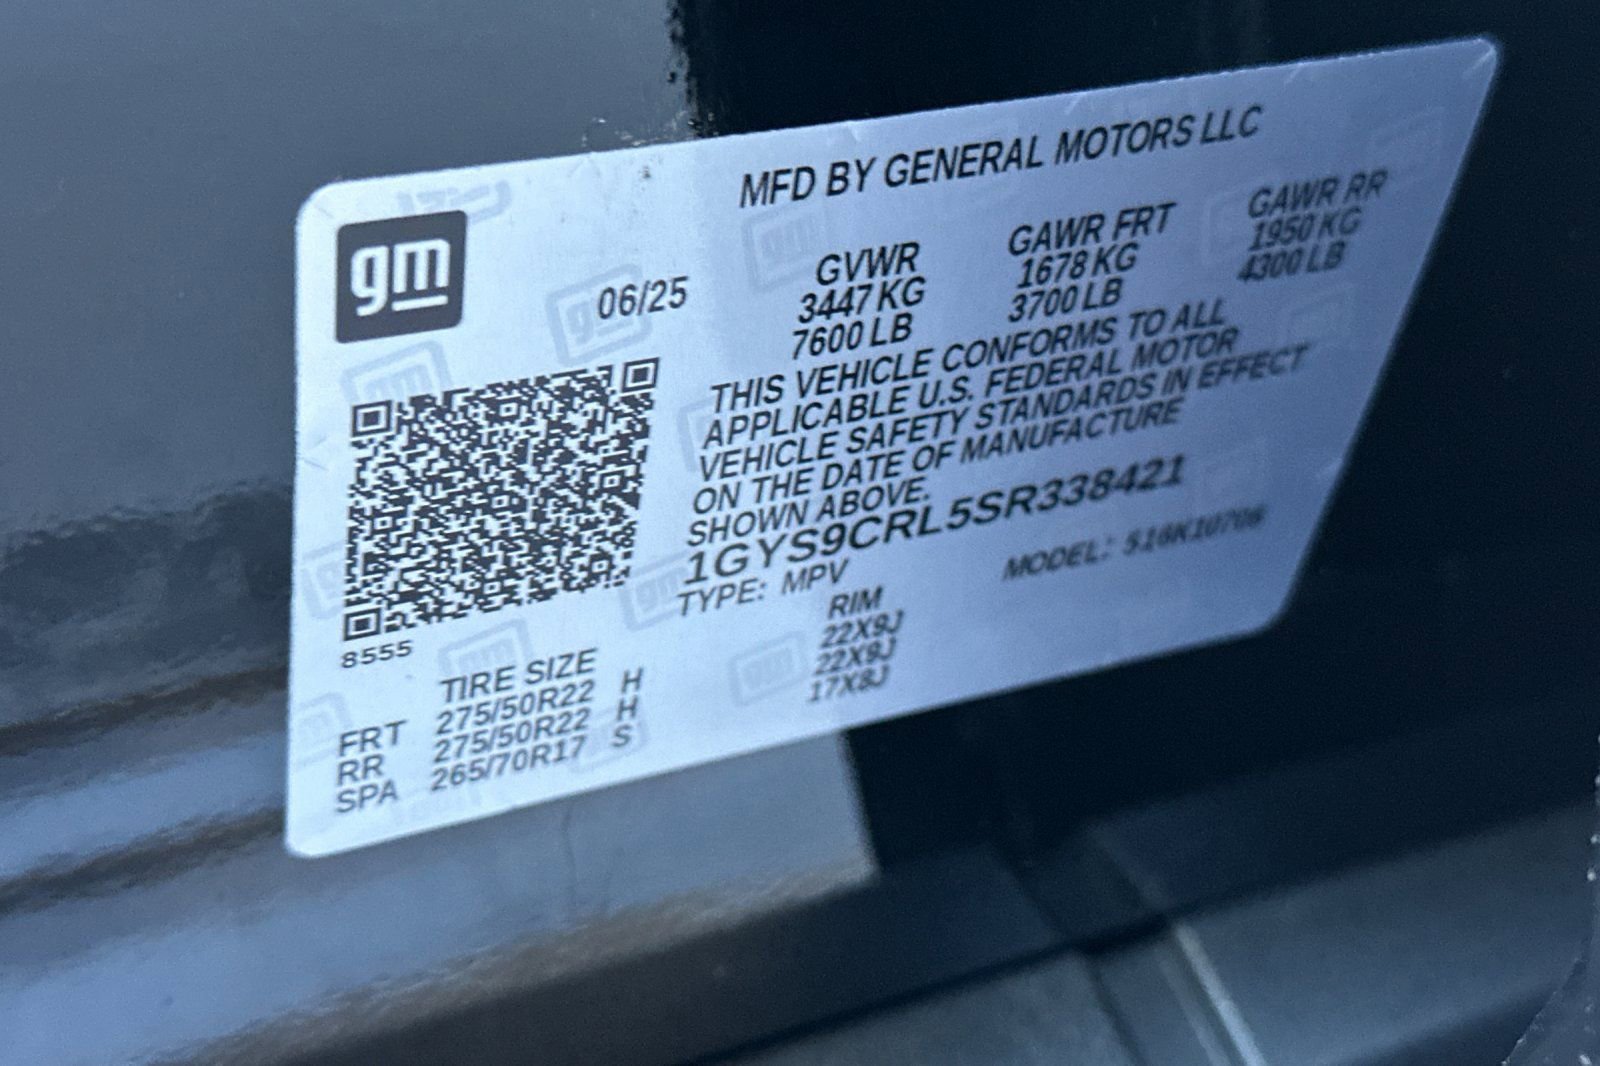 MFD BY GENERAL MOTORS LLC
gm
06/25
GVWR GAWR FRT GAWR RR
3447 KG 1678 KG 1950 KG
7600 LB 3700 LB 4300 LB
THIS VEHICLE CONFORMS TO ALL
APPLICABLE U.S. FEDERAL MOTOR
VEHICLE SAFETY STANDARDS IN EFFECT
ON THE DATE OF MANUFACTURE
SHOWN ABOVE.
1GYS9CRL5SR338421
TYPE: MPV MODEL:
8555
TIRE SIZE RIM
FRT 275/50R22 H 22X9J
RR 275/50R22 H 22X9J
SPA 265/70R17 S 17X8J